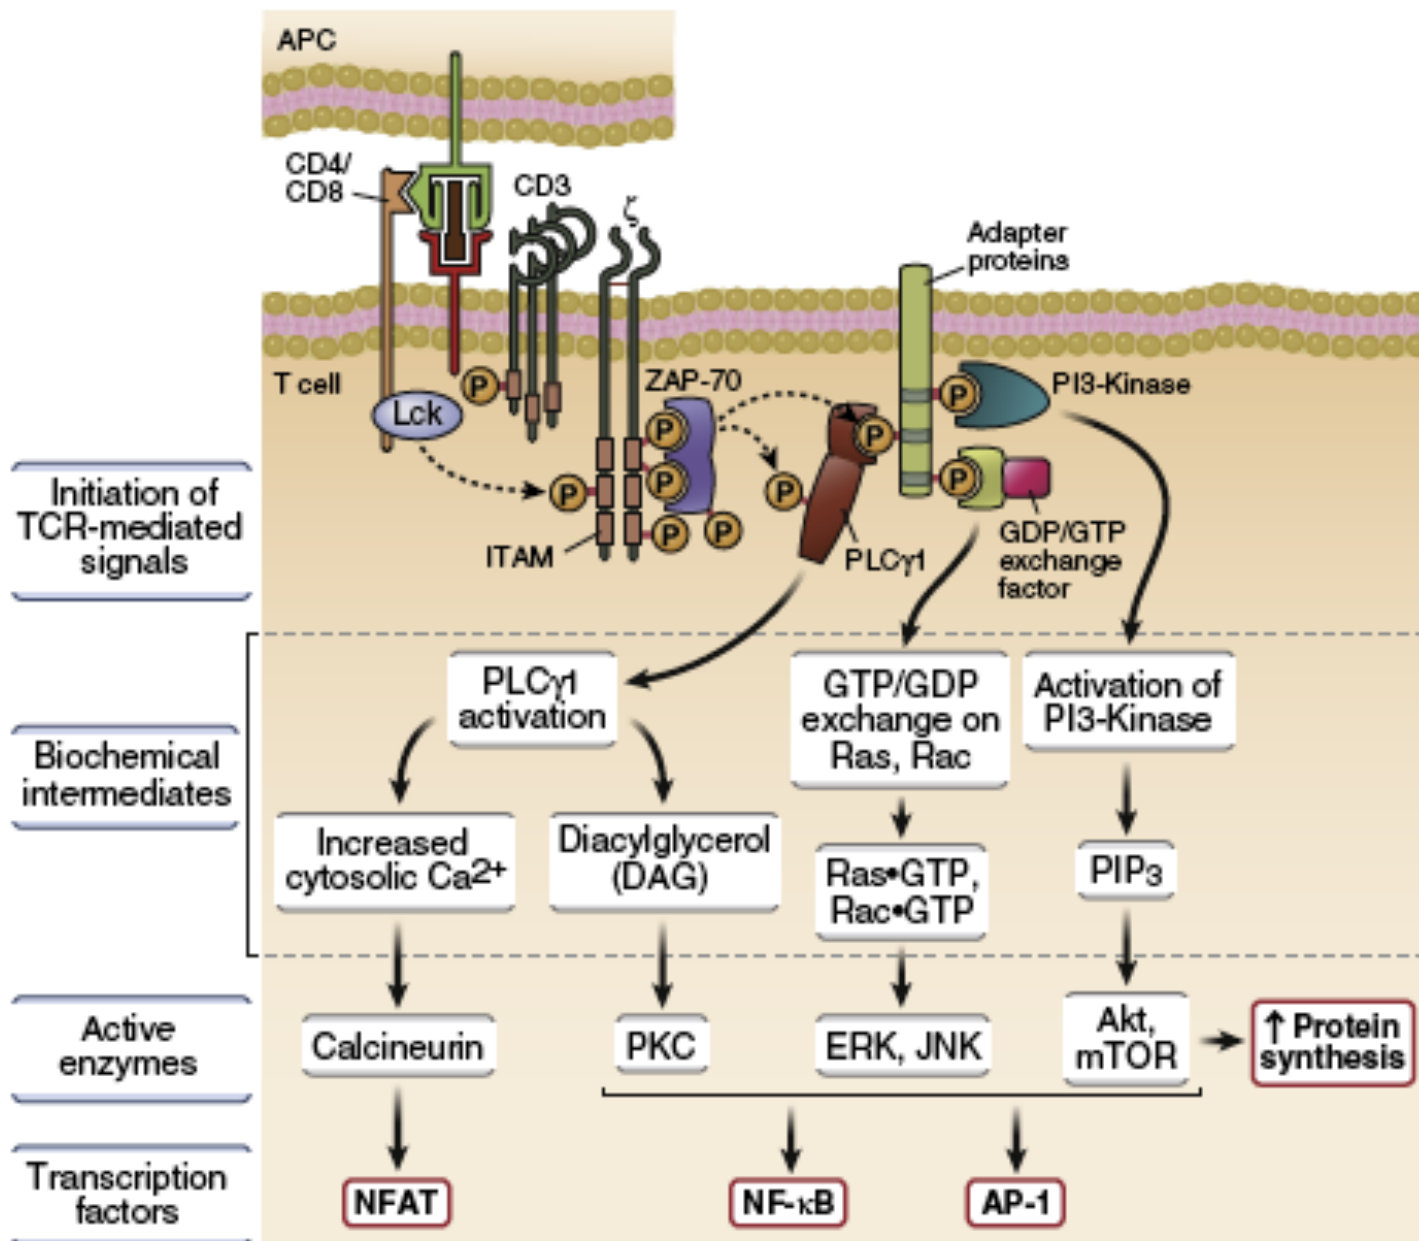 APC
CD4/
CD8
CD3
ζ
Adapter
proteins
T cell
Lck
P
ZAP-70
P
P
P
P
P
P
P
P
P
PI3-Kinase
ITAM
PLCγ1
GDP/GTP
exchange
factor
Initiation of
TCR-mediated
signals
Biochemical
intermediates
PLCγ1
activation
GTP/GDP
exchange on
Ras, Rac
Activation of
PI3-Kinase
Increased
cytosolic Ca2+
Diacylglycerol
(DAG)
Ras•GTP,
Rac•GTP
PIP3
Active
enzymes
Calcineurin
PKC
ERK, JNK
Akt,
mTOR
↑ Protein
synthesis
Transcription
factors
NFAT
NF-κB
AP-1